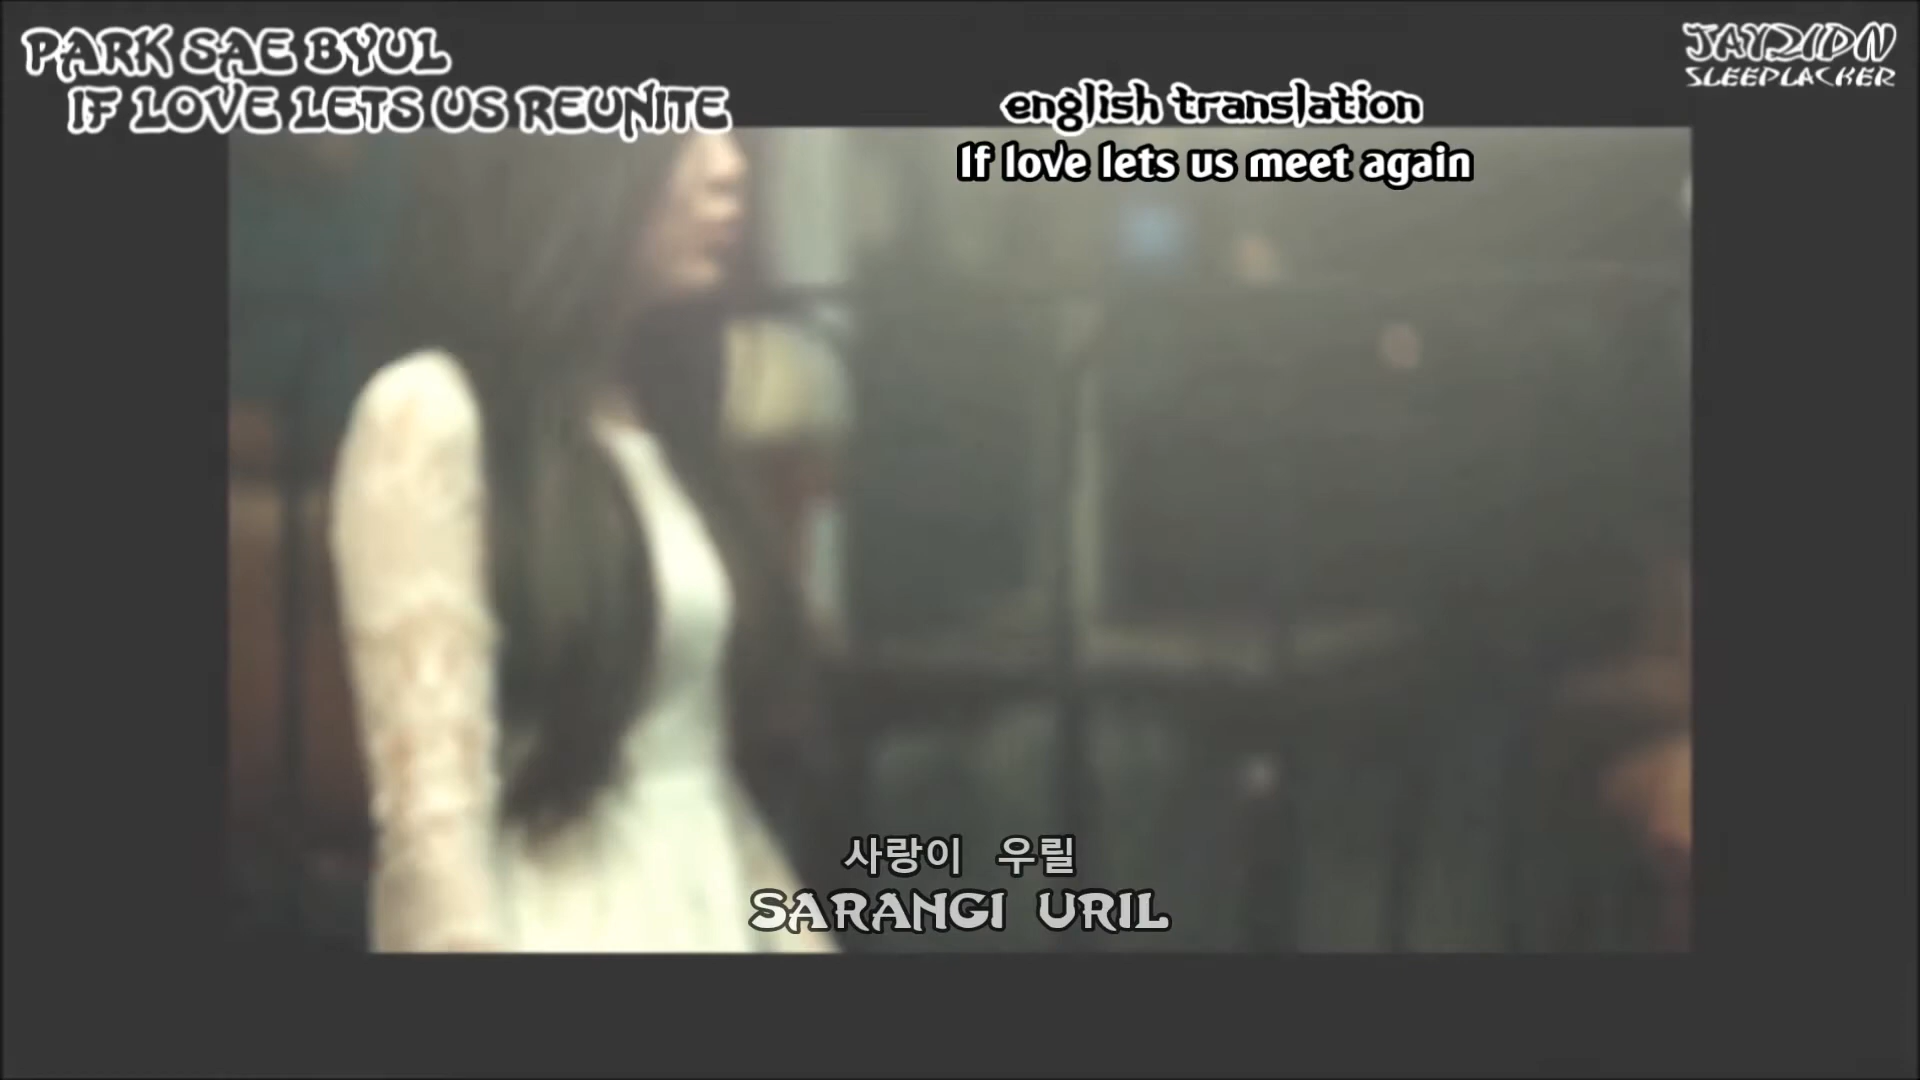 PARK SAE BYUL
IF LOVE LETS US REUNITE
JAYZION
SLEEPLACKER
english translation
If love lets us meet again
사랑이 우릴
SARANGI URIL